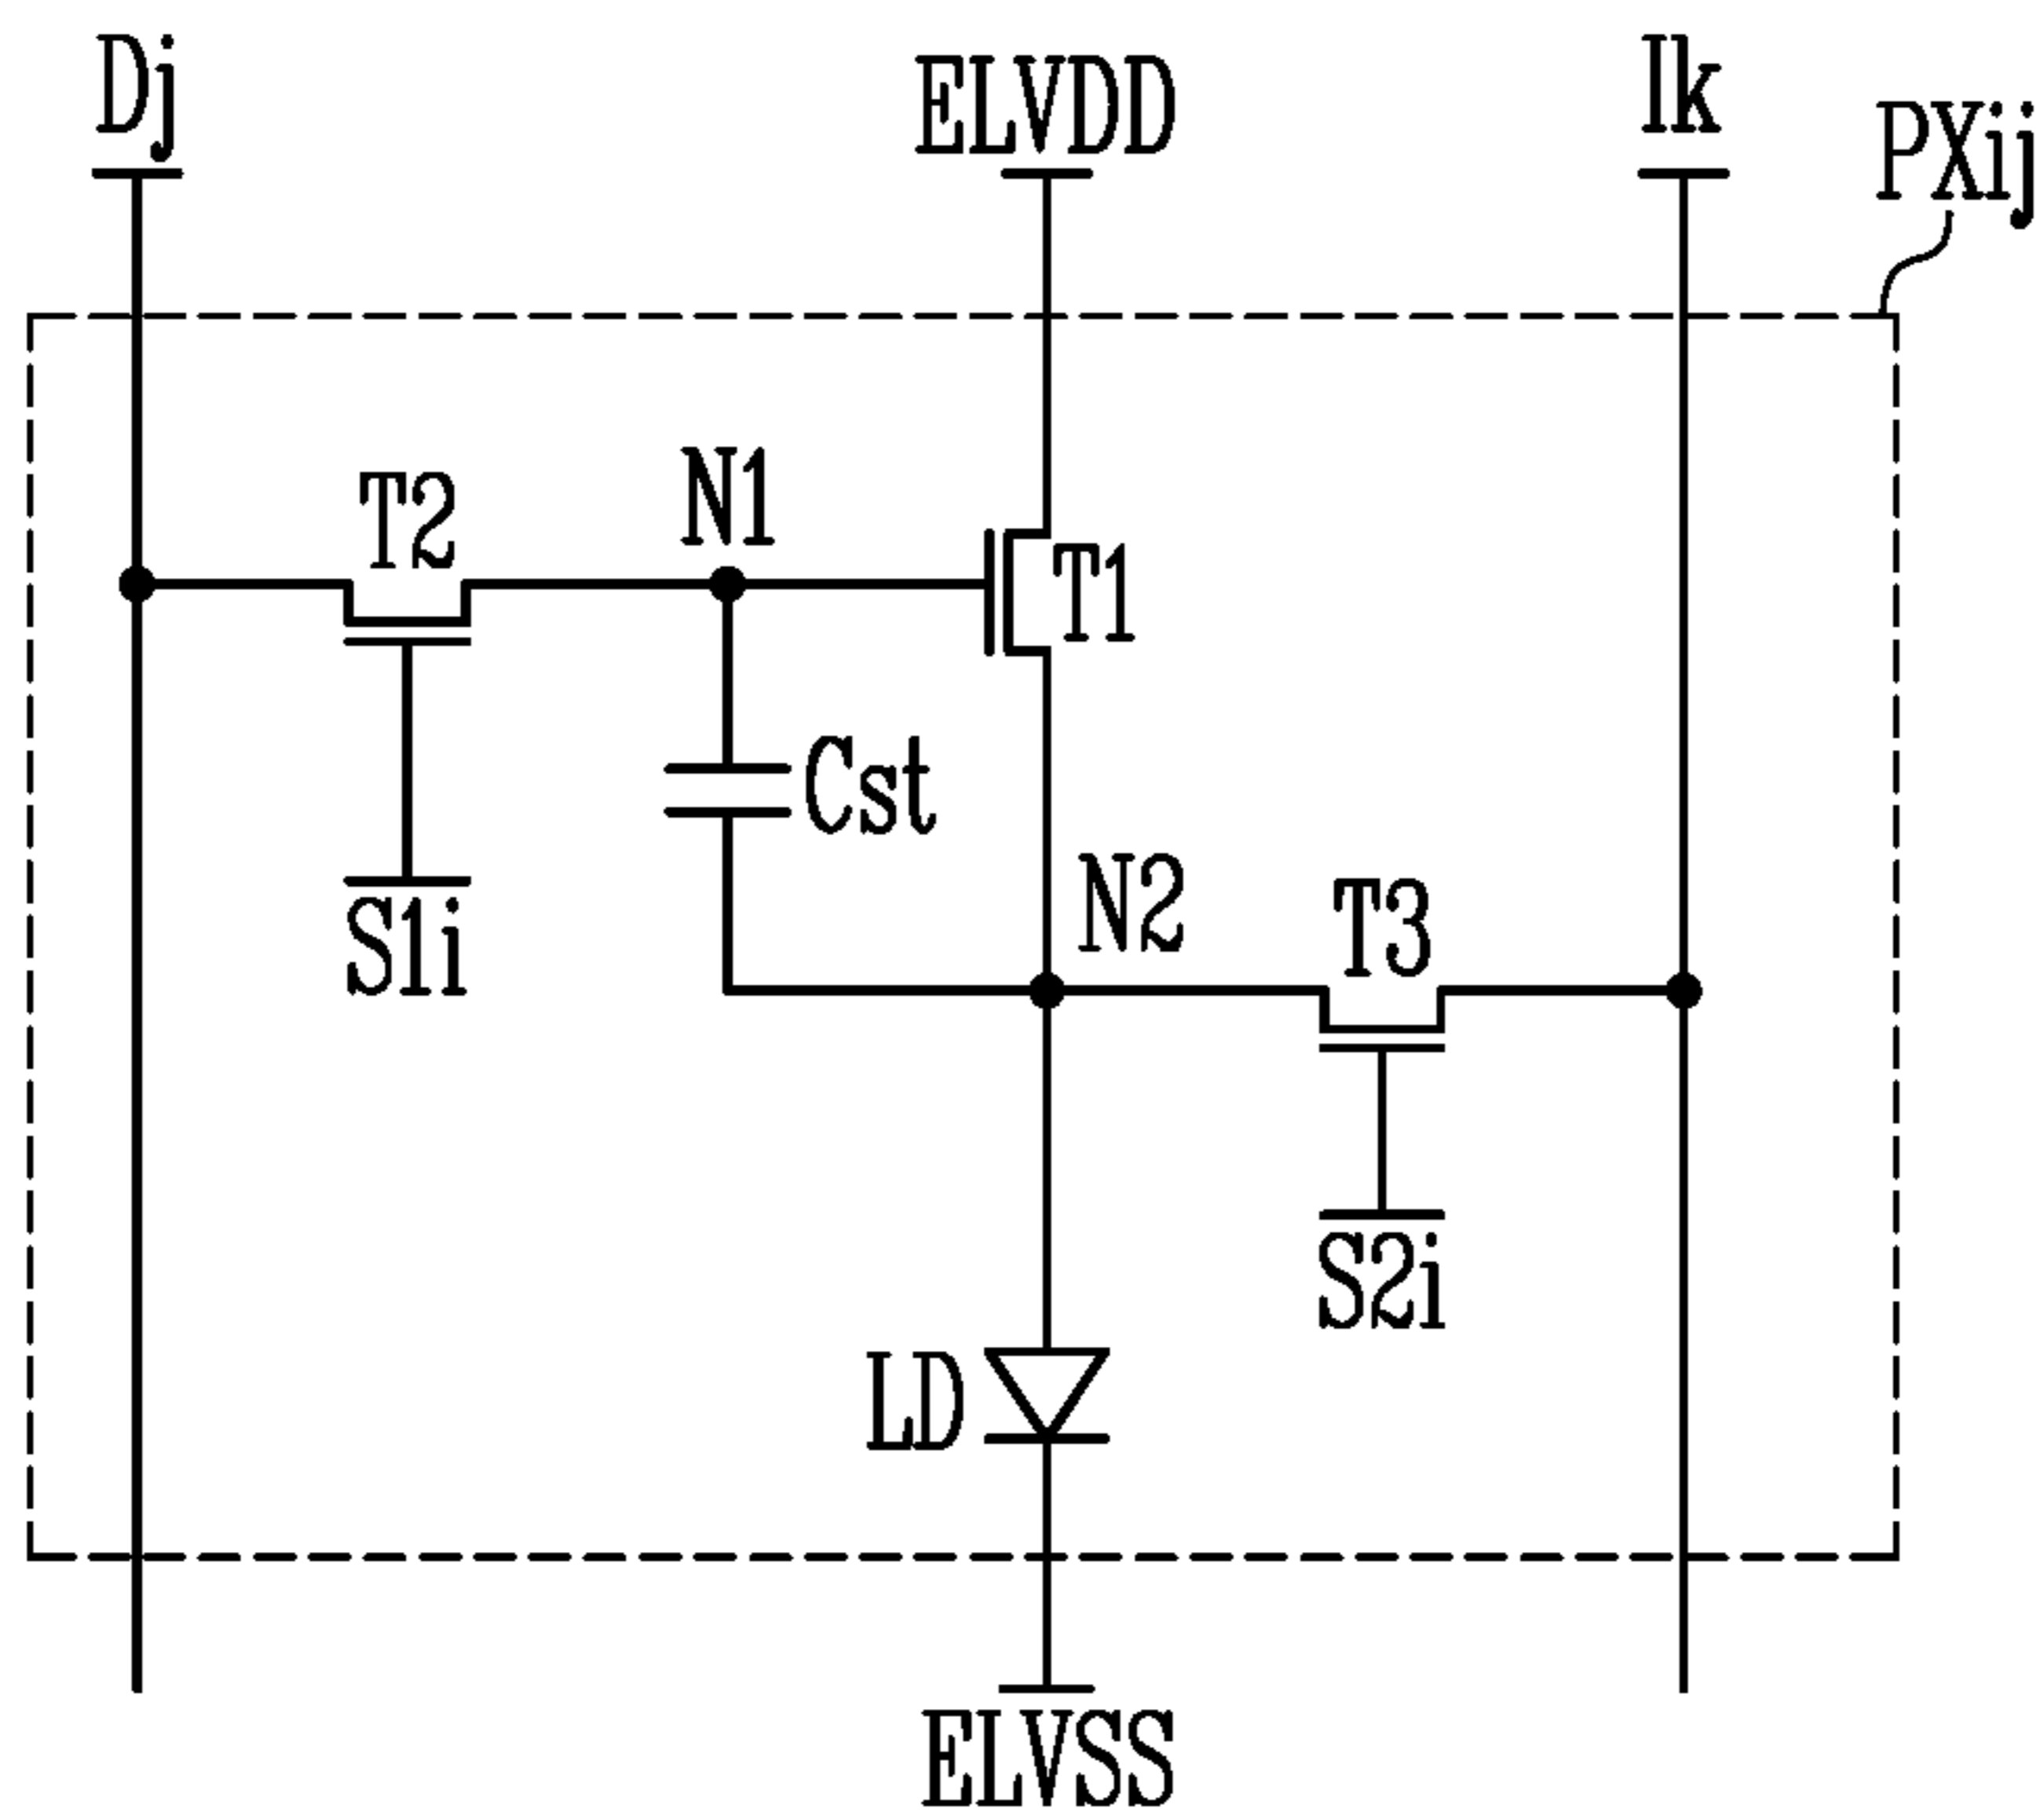 Dj
ELVDD
Ik
PXij
T2
N1
T1
Cst
S1i
N2
T3
S2i
LD
ELVSS